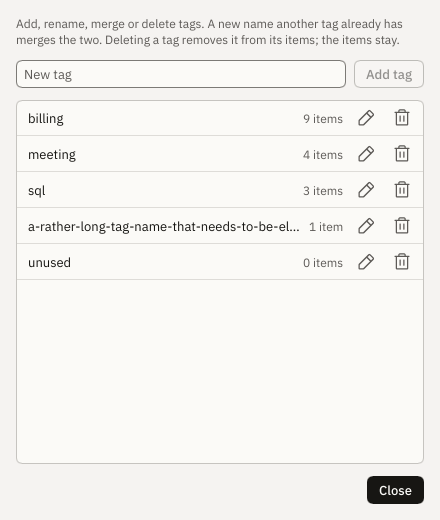 Add, rename, merge or delete tags. A new name another tag already has
merges the two. Deleting a tag removes it from its items; the items stay.
New tag
Add tag
billing 9 items
meeting 4 items
sql 3 items
a-rather-long-tag-name-that-needs-to-be-el... 1 item
unused 0 items
Close